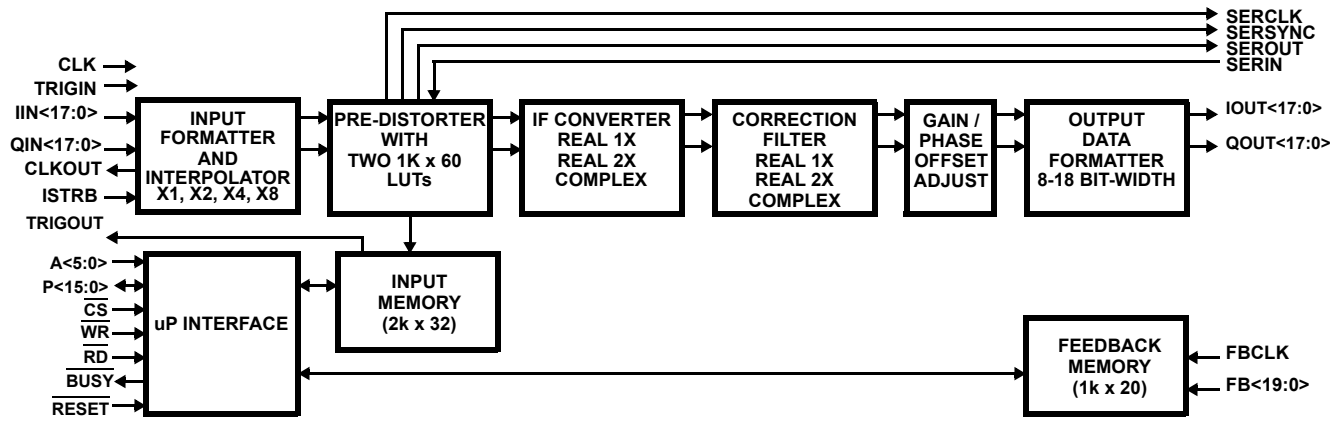 SERCLK
SERSYNC
SEROUT
SERIN
CLK
TRIGIN
IIN<17:0>
QIN<17:0>
CLKOUT
ISTRB
TRIGOUT
INPUT
FORMATTER
AND
INTERPOLATOR
X1, X2, X4, X8
PRE-DISTORTER
WITH
TWO 1K x 60
LUTs
IF CONVERTER
REAL 1X
REAL 2X
COMPLEX
CORRECTION
FILTER
REAL 1X
REAL 2X
COMPLEX
GAIN /
PHASE
OFFSET
ADJUST
OUTPUT
DATA
FORMATTER
8-18 BIT-WIDTH
IOUT<17:0>
QOUT<17:0>
A<5:0>
P<15:0>
CS
WR
RD
BUSY
RESET
uP INTERFACE
INPUT
MEMORY
(2k x 32)
FEEDBACK
MEMORY
(1k x 20)
FBCLK
FB<19:0>